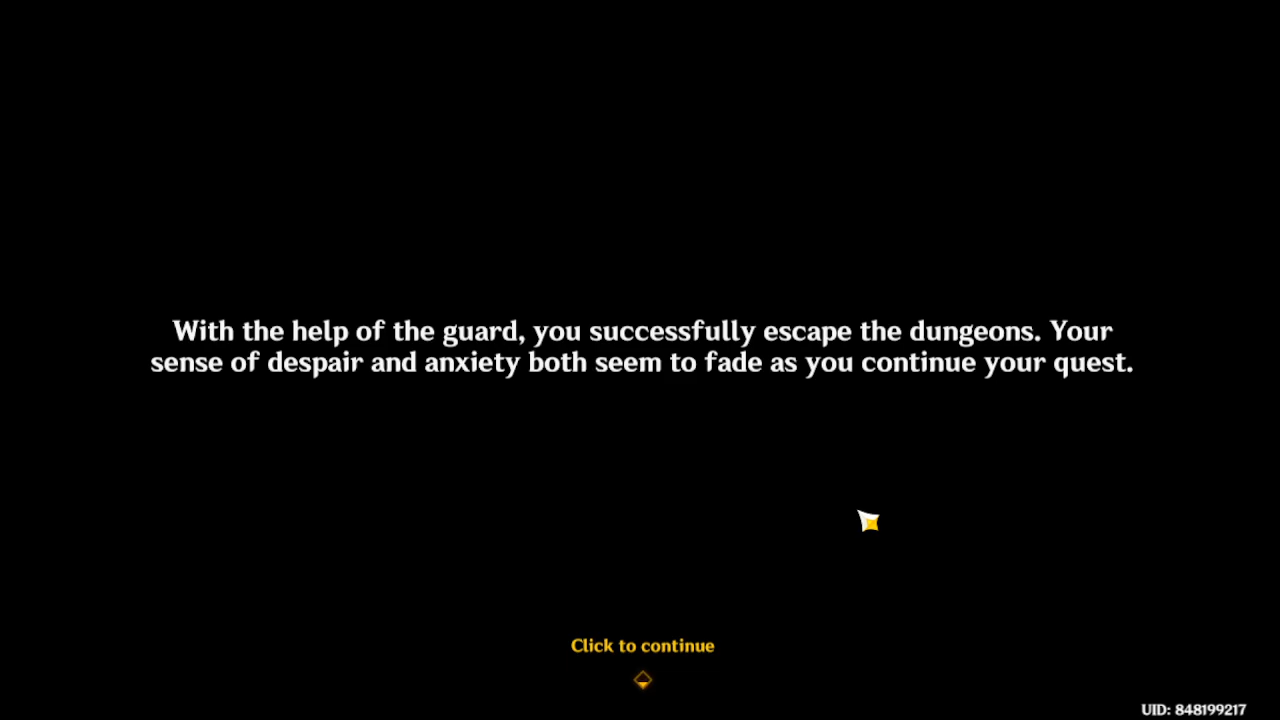 With the help of the guard, you successfully escape the dungeons. Your
sense of despair and anxiety both seem to fade as you continue your quest.
Click to continue
UID: 848199217